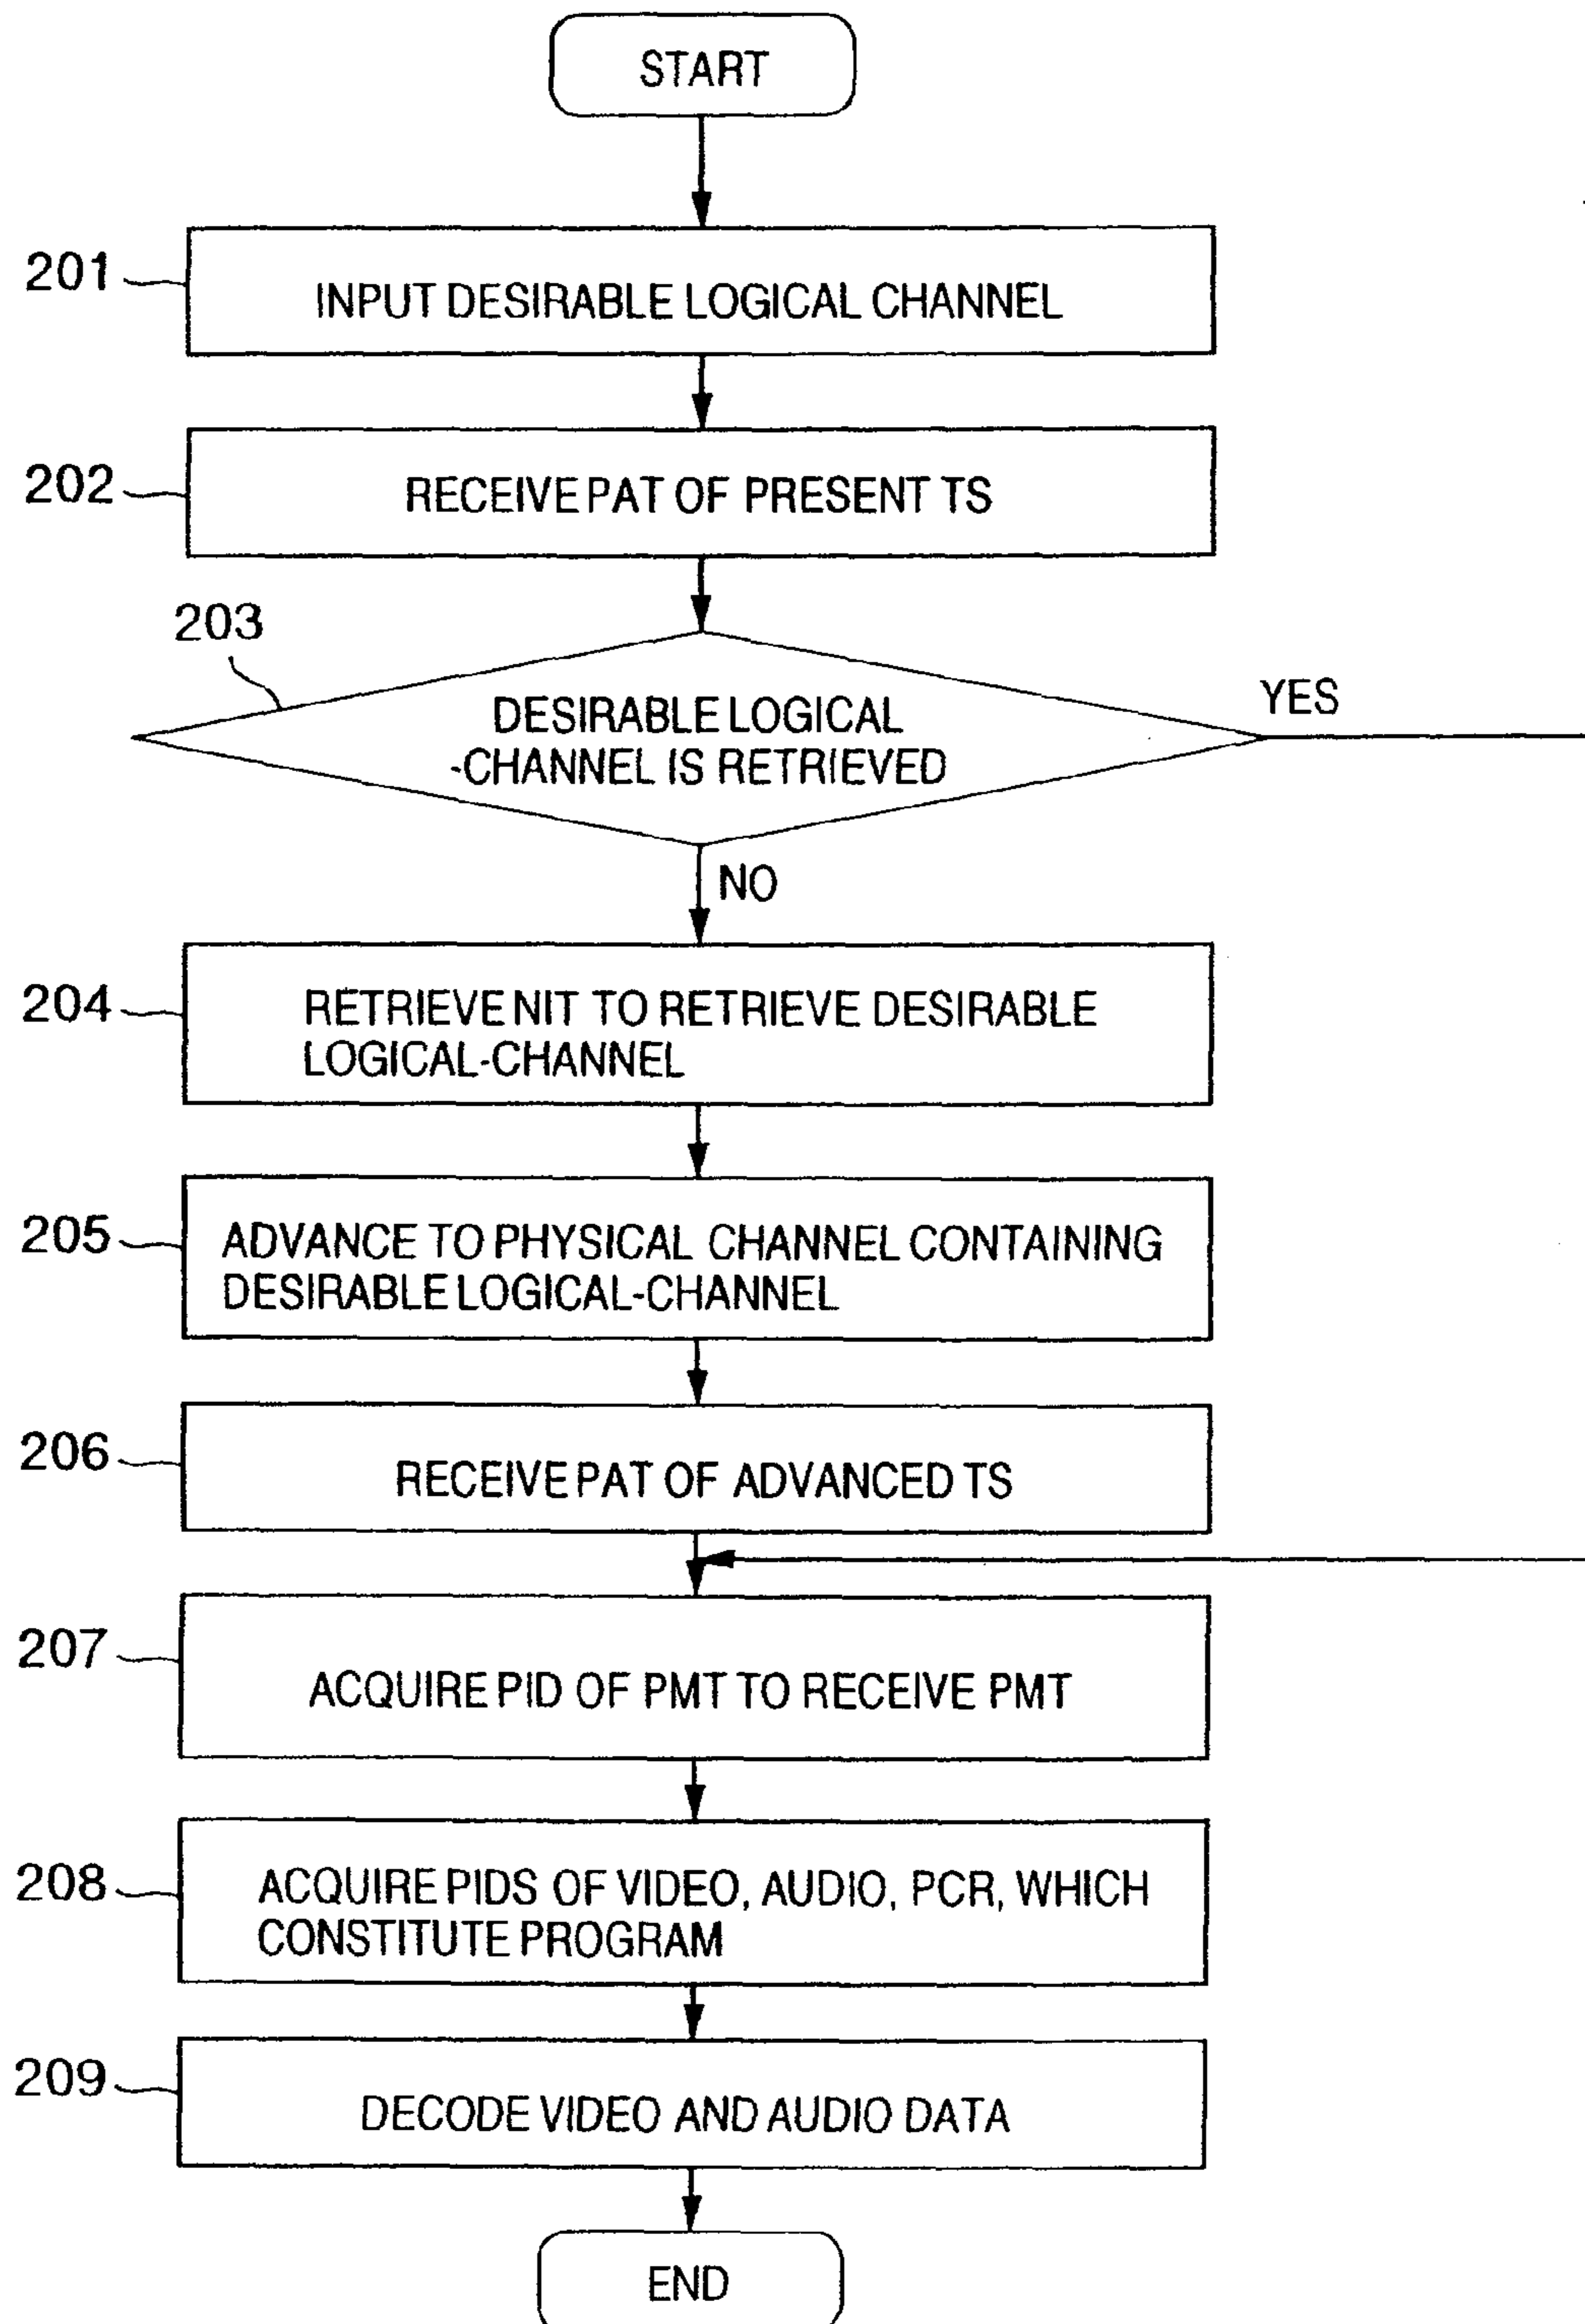 START
201
INPUT DESIRABLE LOGICAL CHANNEL
202
RECEIVE PAT OF PRESENT TS
203
DESIRABLE LOGICAL
-CHANNEL IS RETRIEVED
YES
NO
204
RETRIEVE NIT TO RETRIEVE DESIRABLE
LOGICAL-CHANNEL
205
ADVANCE TO PHYSICAL CHANNEL CONTAINING
DESIRABLE LOGICAL-CHANNEL
206
RECEIVE PAT OF ADVANCED TS
207
ACQUIRE PID OF PMT TO RECEIVE PMT
208
ACQUIRE PIDS OF VIDEO, AUDIO, PCR, WHICH
CONSTITUTE PROGRAM
209
DECODE VIDEO AND AUDIO DATA
END